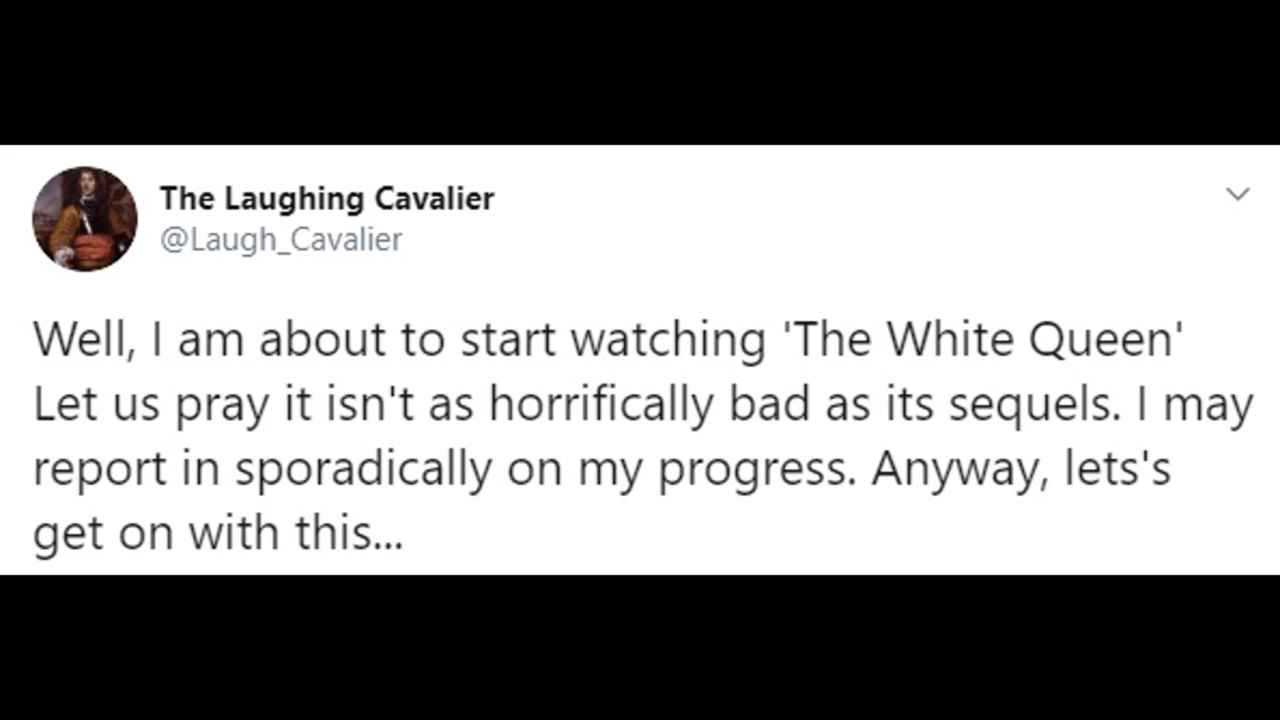 The Laughing Cavalier
@Laugh_Cavalier
Well, I am about to start watching 'The White Queen'
Let us pray it isn't as horrifically bad as its sequels. I may
report in sporadically on my progress. Anyway, lets's
get on with this...